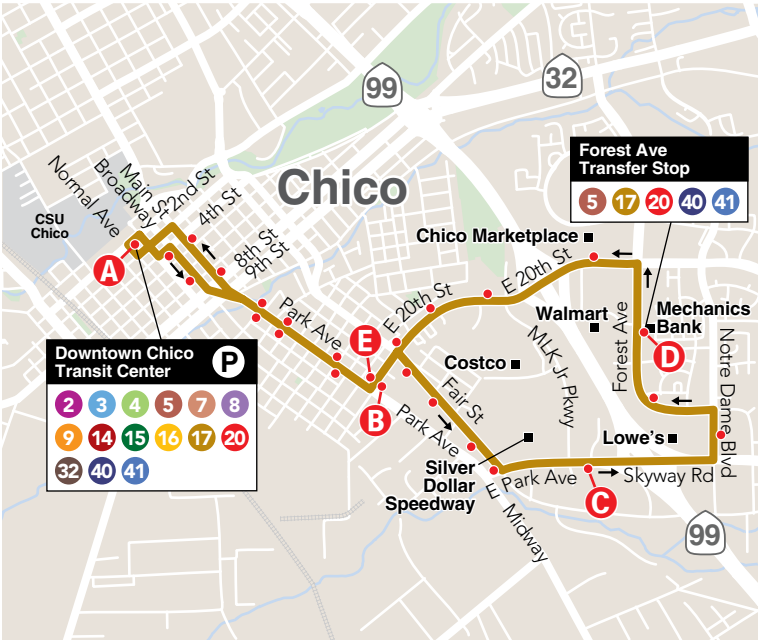 99
32
Chico
Forest Ave
Transfer Stop
5 17 20 40 41
CSU
Chico
Normal Ave
Broadway
Main St
2nd St
4th St
8th St
9th St
A
Chico Marketplace
E 20th St
Park Ave
E 20th St
Walmart
Mechanics
Bank
Forest Ave
D
Notre Dame Blvd
E
B
Costco
MLK Jr Pkwy
Downtown Chico
Transit Center
P
2 3 4 5 7 8
9 14 15 16 17 20
32 40 41
Fair St
Park Ave
Lowe's
Silver
Dollar
Speedway
E Park Ave
Skyway Rd
C
Midway
99